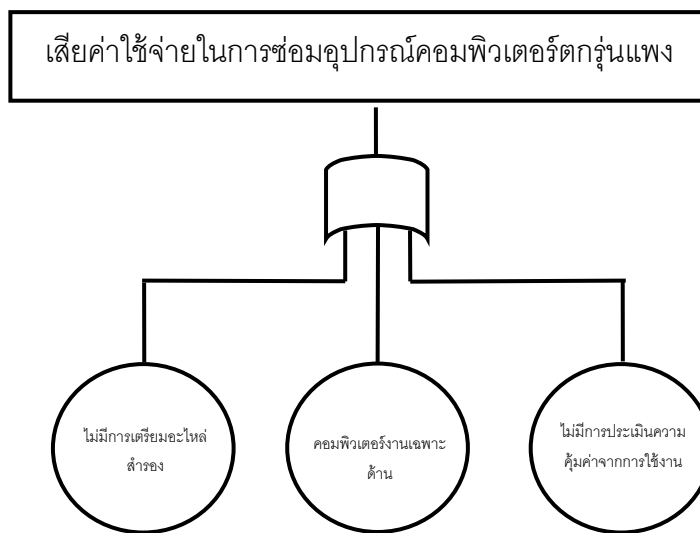 เสียค่าใช้จ่ายในการซ่อมอุปกรณ์คอมพิวเตอร์ตกรุ่นแพง
ไม่มีการเตรียมอะไหล่
สำรอง
คอมพิวเตอร์งานเฉพาะ
ด้าน
ไม่มีการประเมินความ
คุ้มค่าจากการใช้งาน